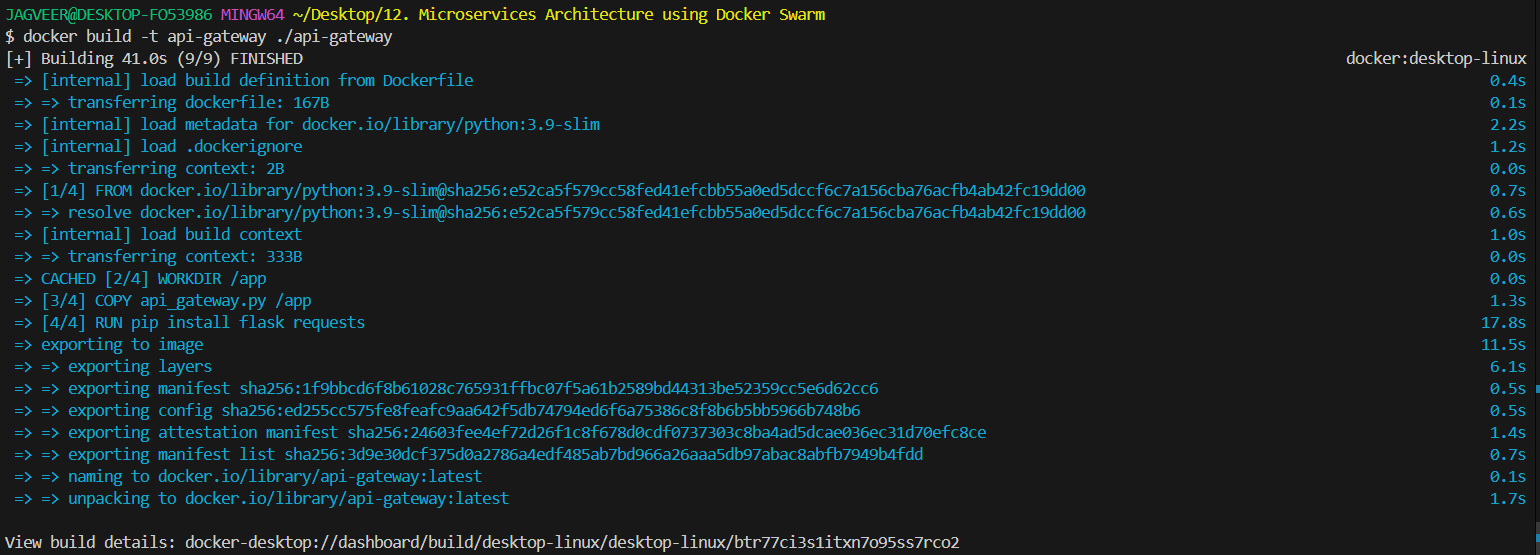 JAGVEER@DESKTOP-FO53986 MINGW64 ~/Desktop/12. Microservices Architecture using Docker Swarm
$ docker build -t api-gateway ./api-gateway
[+] Building 41.0s (9/9) FINISHED docker:desktop-linux
=> [internal] load build definition from Dockerfile 0.4s
=> => transferring dockerfile: 167B 0.1s
=> [internal] load metadata for docker.io/library/python:3.9-slim 2.2s
=> [internal] load .dockerignore 1.2s
=> => transferring context: 2B 0.0s
=> [1/4] FROM docker.io/library/python:3.9-slim@sha256:e52ca5f579cc58fed41efcbb55a0ed5dccf6c7a156cba76acfb4ab42fc19dd00 0.7s
=> => resolve docker.io/library/python:3.9-slim@sha256:e52ca5f579cc58fed41efcbb55a0ed5dccf6c7a156cba76acfb4ab42fc19dd00 0.6s
=> [internal] load build context 1.0s
=> => transferring context: 333B 0.0s
=> CACHED [2/4] WORKDIR /app 0.0s
=> [3/4] COPY api_gateway.py /app 1.3s
=> [4/4] RUN pip install flask requests 17.8s
=> exporting to image 11.5s
=> => exporting layers 6.1s
=> => exporting manifest sha256:1f9bbcd6f8b61028c765931ffbc07f5a61b2589bd44313be52359cc5e6d62cc6 0.5s
=> => exporting config sha256:ed255cc575fe8feafc9aa642f5db74794ed6f6a75386c8f8b6b5bb5966b748b6 0.5s
=> => exporting attestation manifest sha256:24603fee4ef72d26f1c8f678d0cdf0737303c8ba4ad5dcae036ec31d70efc8ce 1.4s
=> => exporting manifest list sha256:3d9e30dcf375d0a2786a4edf485ab7bd966a26aaa5db97abac8abfb7949b4fdd 0.7s
=> => naming to docker.io/library/api-gateway:latest 0.1s
=> => unpacking to docker.io/library/api-gateway:latest 1.7s
View build details: docker-desktop://dashboard/build/desktop-linux/desktop-linux/btr77ci3s1itxn7o95ss7rco2